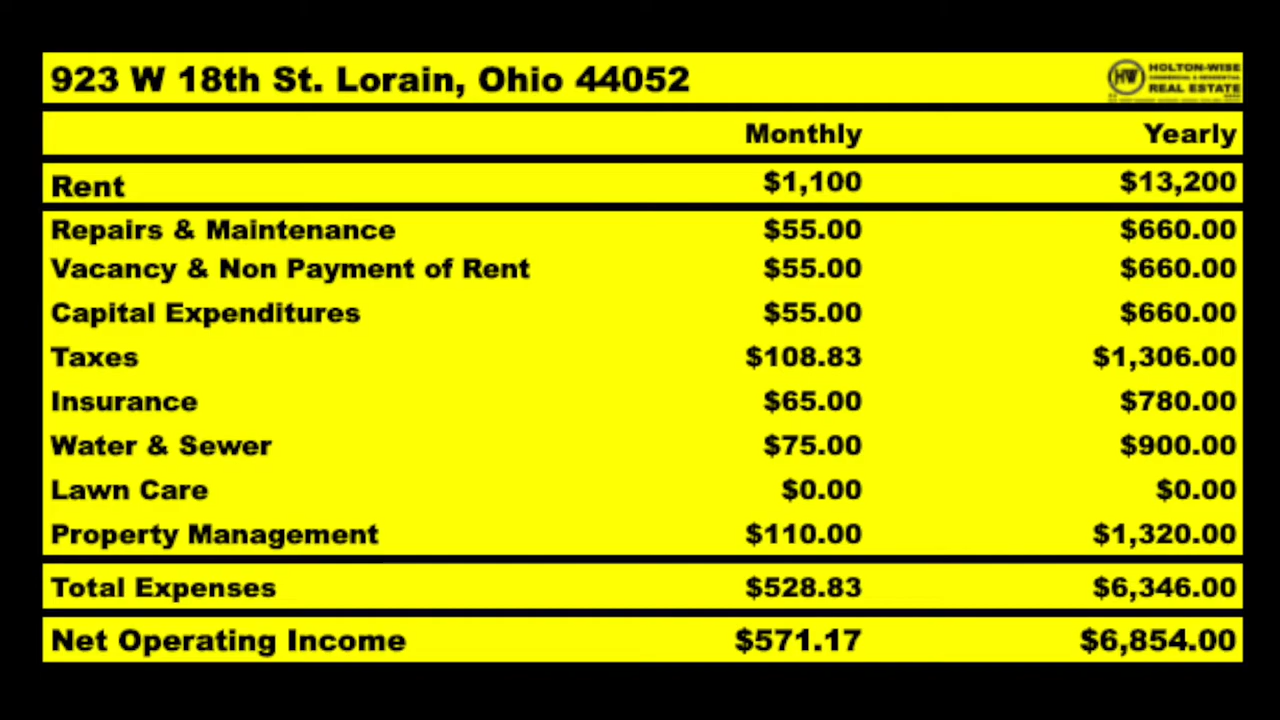 923 W 18th St. Lorain, Ohio 44052
HW
HOLTON-WISE
COMMERCIAL & RESIDENTIAL
REAL ESTATE
Monthly Yearly
Rent $1,100 $13,200
Repairs & Maintenance $55.00 $660.00
Vacancy & Non Payment of Rent $55.00 $660.00
Capital Expenditures $55.00 $660.00
Taxes $108.83 $1,306.00
Insurance $65.00 $780.00
Water & Sewer $75.00 $900.00
Lawn Care $0.00 $0.00
Property Management $110.00 $1,320.00
Total Expenses $528.83 $6,346.00
Net Operating Income $571.17 $6,854.00